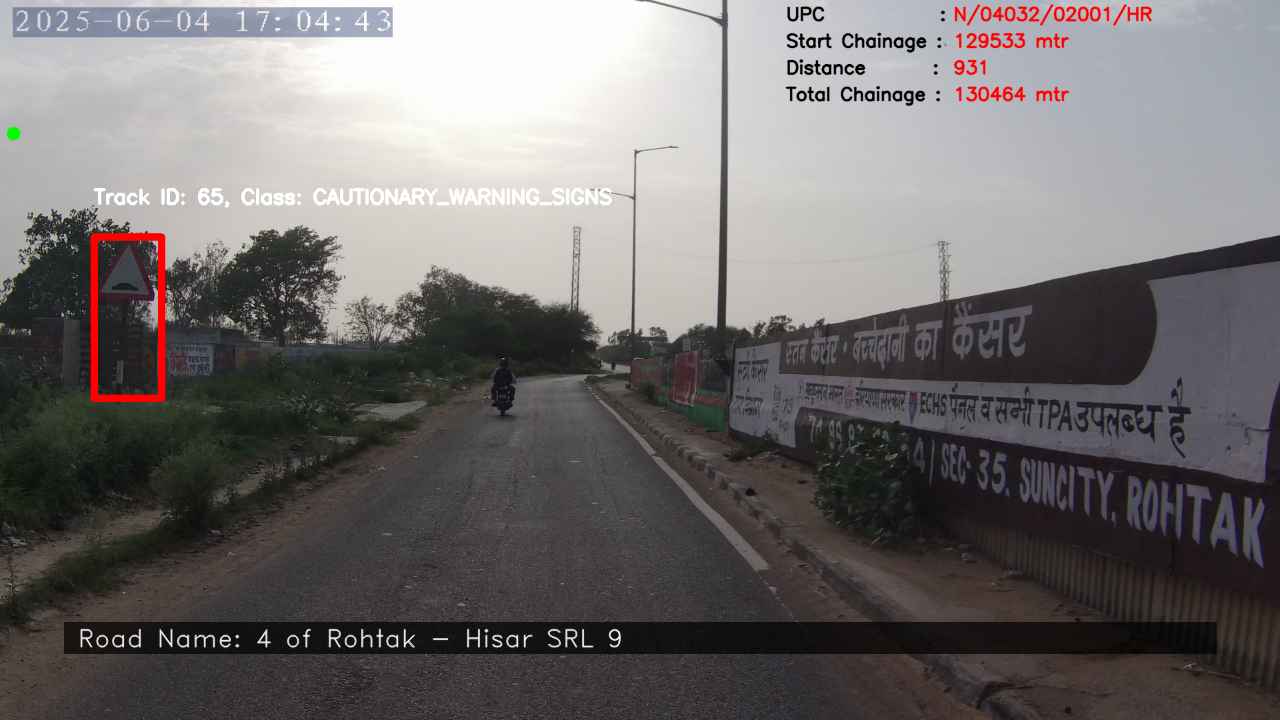 2025-06-04 17:04:43
UPC : N/04032/02001/HR
Start Chainage : 129533 mtr
Distance : 931
Total Chainage : 130464 mtr
Track ID: 65, Class: CAUTIONARY_WARNING_SIGNS
स्तन कैंसर • बच्चेदानी का कैंसर
हरियाणा सरकार ECHS पैनल व सभी TPA उपलब्ध है
/ SEC- 35, SUNCITY, ROHTAK
Road Name: 4 of Rohtak - Hisar SRL 9